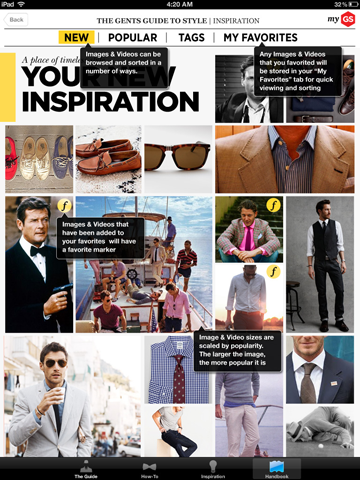 iPad
4:20 AM
32%
Back
THE GENTS GUIDE TO STYLE | INSPIRATION
my GS
NEW | POPULAR | TAGS | MY FAVORITES
A place of timele
YOUR NEW
INSPIRATION
Images & Videos can be
browsed and sorted in a
number of ways.
Any Images & Videos
that you favorited will
be stored in your "My
Favorites" tab for quick
viewing and sorting
f
f
Images & Videos that
have been added to
your favorites will have
a favorite marker
f
Image & Video sizes are
scaled by popularity.
The larger the image,
the more popular it is
The Guide
How-To
Inspiration
Handbook